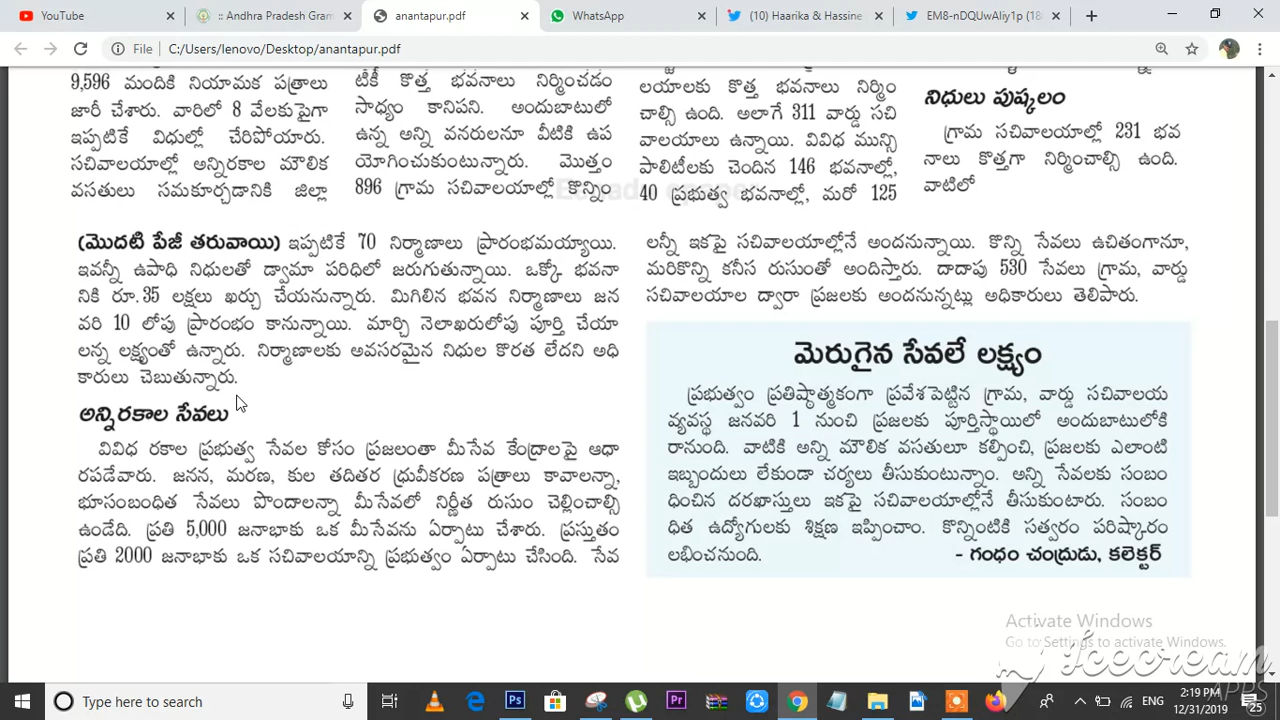 YouTube
:: Andhra Pradesh Gram
anantapur.pdf
WhatsApp
(10) Haarika & Hassine
EM8-nDQUwAIiy1p (18
File C:/Users/lenovo/Desktop/anantapur.pdf
9,596 మందికి నియామక పత్రాలు
జారీ చేశారు. వారిలో 8 వేలకుపైగా
ఇప్పటికే విధుల్లో చేరిపోయారు.
సచివాలయాల్లో అన్నిరకాల మౌలిక
వసతులు సమకూర్చడానికి జిల్లా
టికీ కొత్త భవనాలు నిర్మించడం
సాధ్యం కానిపని. అందుబాటులో
ఉన్న అన్ని వనరులనూ వీటికి ఉప
యోగించుకుంటున్నారు. మొత్తం
896 గ్రామ సచివాలయాల్లో కొన్నిం
లయాలకు కొత్త భవనాలు నిర్మిం
చాల్సి ఉంది. అలాగే 311 వార్డు సచి
వాలయాలు ఉన్నాయి. వివిధ మున్సి
పాలిటీలకు చెందిన 146 భవనాల్లో,
40 ప్రభుత్వ భవనాల్లో, మరో 125
నిధులు పుష్కలం
గ్రామ సచివాలయాల్లో 231 భవ
నాలు కొత్తగా నిర్మించాల్సి ఉంది.
వాటిలో
(మొదటి పేజీ తరువాయి) ఇప్పటికే 70 నిర్మాణాలు ప్రారంభమయ్యాయి.
ఇవన్నీ ఉపాధి నిధులతో డ్వామా పరిధిలో జరుగుతున్నాయి. ఒక్కో భవనా
నికి రూ.35 లక్షలు ఖర్చు చేయనున్నారు. మిగిలిన భవన నిర్మాణాలు జన
వరి 10 లోపు ప్రారంభం కానున్నాయి. మార్చి నెలాఖరులోపు పూర్తి చేయా
లన్న లక్ష్యంతో ఉన్నారు. నిర్మాణాలకు అవసరమైన నిధుల కొరత లేదని అధి
కారులు చెబుతున్నారు.
అన్నిరకాల సేవలు
వివిధ రకాల ప్రభుత్వ సేవల కోసం ప్రజలంతా మీసేవ కేంద్రాలపై ఆధా
రపడేవారు. జనన, మరణ, కుల తదితర ధ్రువీకరణ పత్రాలు కావాలన్నా,
భూసంబంధిత సేవలు పొందాలన్నా మీసేవలో నిర్ణీత రుసుం చెల్లించాల్సి
ఉండేది. ప్రతి 5,000 జనాభాకు ఒక మీసేవను ఏర్పాటు చేశారు. ప్రస్తుతం
ప్రతి 2000 జనాభాకు ఒక సచివాలయాన్ని ప్రభుత్వం ఏర్పాటు చేసింది. సేవ
లన్నీ ఇకపై సచివాలయాల్లోనే అందనున్నాయి. కొన్ని సేవలు ఉచితంగానూ,
మరికొన్ని కనీస రుసుంతో అందిస్తారు. దాదాపు 530 సేవలు గ్రామ, వార్డు
సచివాలయాల ద్వారా ప్రజలకు అందనున్నట్లు అధికారులు తెలిపారు.
మెరుగైన సేవలే లక్ష్యం
ప్రభుత్వం ప్రతిష్ఠాత్మకంగా ప్రవేశపెట్టిన గ్రామ, వార్డు సచివాలయ
వ్యవస్థ జనవరి 1 నుంచి ప్రజలకు పూర్తిస్థాయిలో అందుబాటులోకి
రానుంది. వాటికి అన్ని మౌలిక వసతులూ కల్పించి, ప్రజలకు ఎలాంటి
ఇబ్బందులు లేకుండా చర్యలు తీసుకుంటున్నాం. అన్ని సేవలకు సంబం
ధించిన దరఖాస్తులు ఇకపై సచివాలయాల్లోనే తీసుకుంటారు. సంబం
ధిత ఉద్యోగులకు శిక్షణ ఇప్పించాం. కొన్నింటికి సత్వరం పరిష్కారం
లభించనుంది. - గంధం చంద్రుడు, కలెక్టర్
Activate Windows
Go to Settings to activate Windows.
Icecream
APPS
Type here to search
ENG
2:19 PM
12/31/2019
25